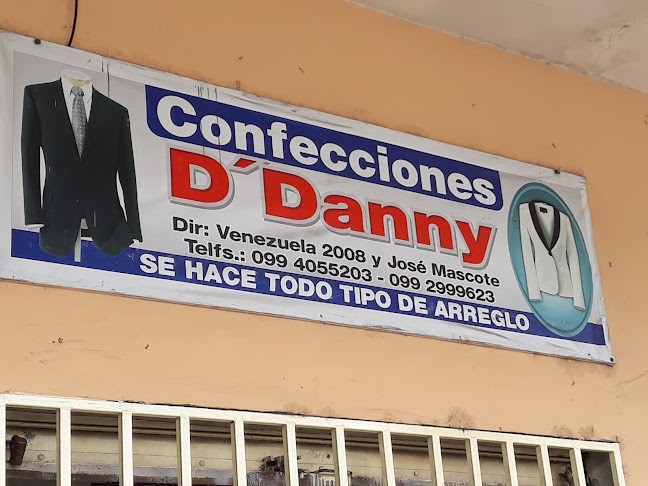 Confecciones
D´Danny
Dir: Venezuela 2008 y José Mascote
Telfs.: 099 4055203 - 099 2999623
SE HACE TODO TIPO DE ARREGLO